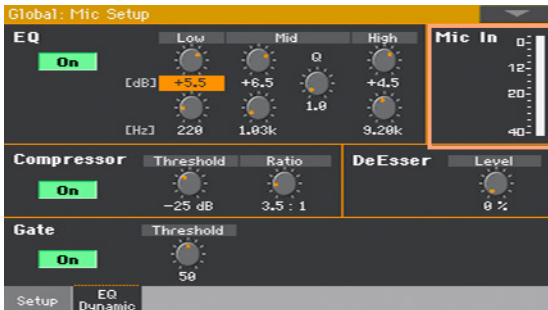 Global: Mic Setup
EQ Low Mid High Mic In
On
Q
0
12
20
40
[dB] +5.5 +6.5 1.0 +4.5
[Hz] 220 1.03k 9.20k
Compressor Threshold Ratio DeEsser Level
On
-25 dB 3.5 : 1 0 %
Gate Threshold
On
50
Setup EQ Dynamic